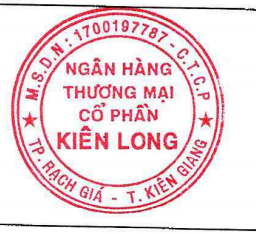 M.S.D.N: 1700197787 - C.T.C.P
NGÂN HÀNG
THƯƠNG MẠI
CỔ PHẦN
KIÊN LONG
TP. RẠCH GIÁ - T. KIÊN GIANG